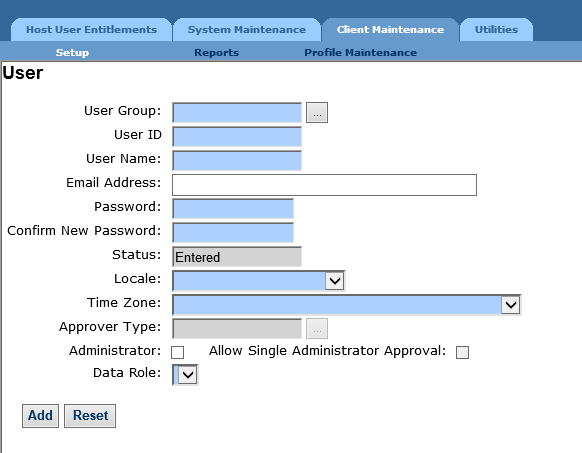 Host User Entitlements System Maintenance Client Maintenance Utilities
Setup Reports Profile Maintenance
User
User Group: ...
User ID
User Name:
Email Address:
Password:
Confirm New Password:
Status: Entered
Locale:
Time Zone:
Approver Type: ...
Administrator: Allow Single Administrator Approval:
Data Role:
Add Reset